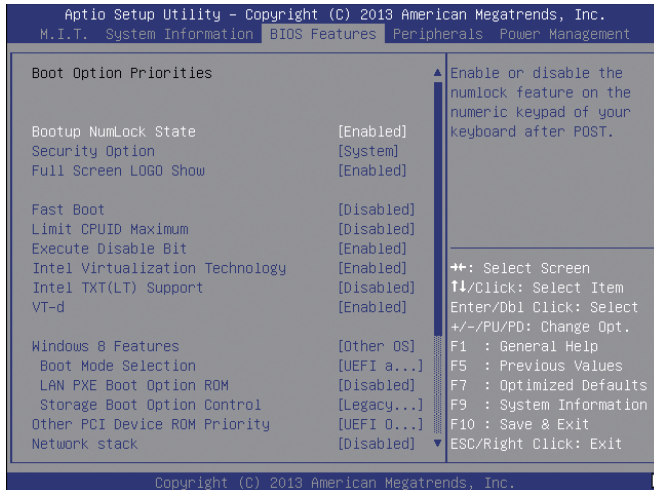 Aptio Setup Utility – Copyright (C) 2013 American Megatrends, Inc.
M.I.T. System Information BIOS Features Peripherals Power Management
Boot Option Priorities
Bootup NumLock State [Enabled]
Security Option [System]
Full Screen LOGO Show [Enabled]
Fast Boot [Disabled]
Limit CPUID Maximum [Disabled]
Execute Disable Bit [Enabled]
Intel Virtualization Technology [Enabled]
Intel TXT(LT) Support [Disabled]
VT-d [Enabled]
Windows 8 Features [Other OS]
Boot Mode Selection [UEFI a...]
LAN PXE Boot Option ROM [Disabled]
Storage Boot Option Control [Legacy...]
Other PCI Device ROM Priority [UEFI O...]
Network stack [Disabled]
Enable or disable the
numlock feature on the
numeric keypad of your
keyboard after POST.
→←: Select Screen
↑↓/Click: Select Item
Enter/Dbl Click: Select
+/-/PU/PD: Change Opt.
F1 : General Help
F5 : Previous Values
F7 : Optimized Defaults
F9 : System Information
F10 : Save & Exit
ESC/Right Click: Exit
Copyright (C) 2013 American Megatrends, Inc.